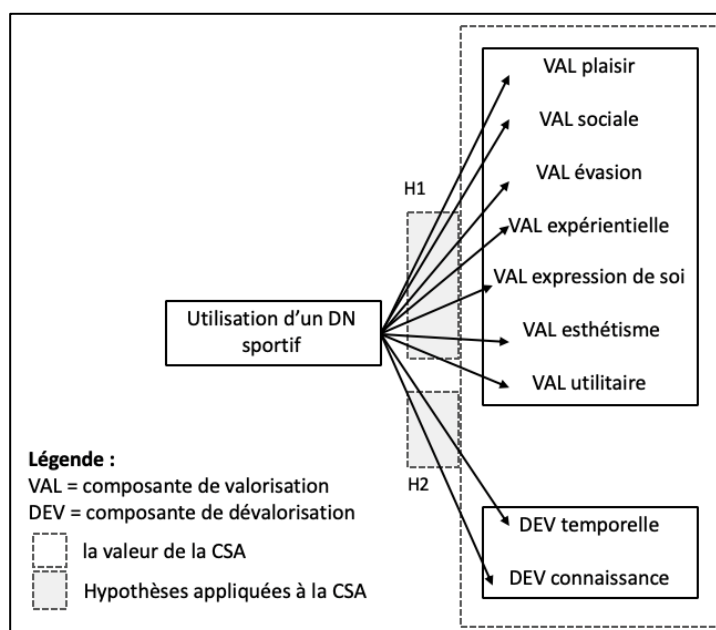 VAL plaisir
VAL sociale
VAL évasion
H1
VAL expérientielle
VAL expression de soi
Utilisation d'un DN
sportif
VAL esthétisme
VAL utilitaire
Légende :
VAL = composante de valorisation
DEV = composante de dévalorisation
H2
la valeur de la CSA
Hypothèses appliquées à la CSA
DEV temporelle
DEV connaissance